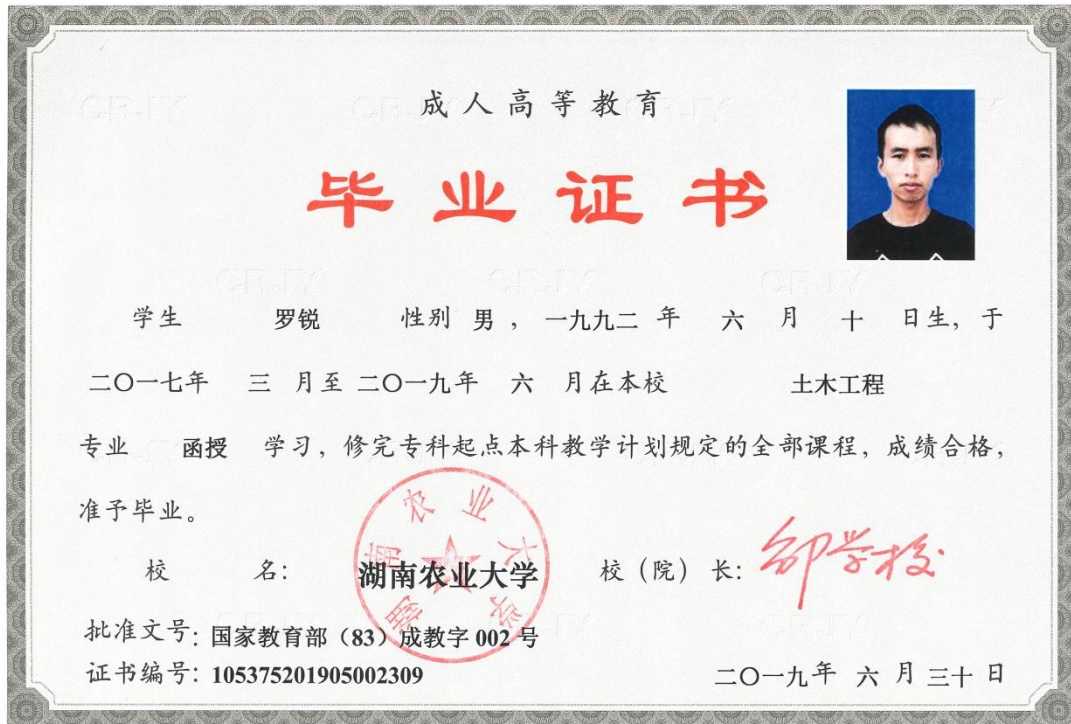 成人高等教育
毕业证书
学生 罗锐 性别 男，一九九二 年 六 月 十 日生，于
二〇一七年 三 月至 二〇一九年 六 月在本校 土木工程
专业 函授 学习，修完专科起点本科教学计划规定的全部课程，成绩合格，
准予毕业。
校 名：湖南农业大学 校（院）长：
湖南农业大学
批准文号：国家教育部（83）成教字 002 号
证书编号：105375201905002309 二〇一九年 六 月 三十 日